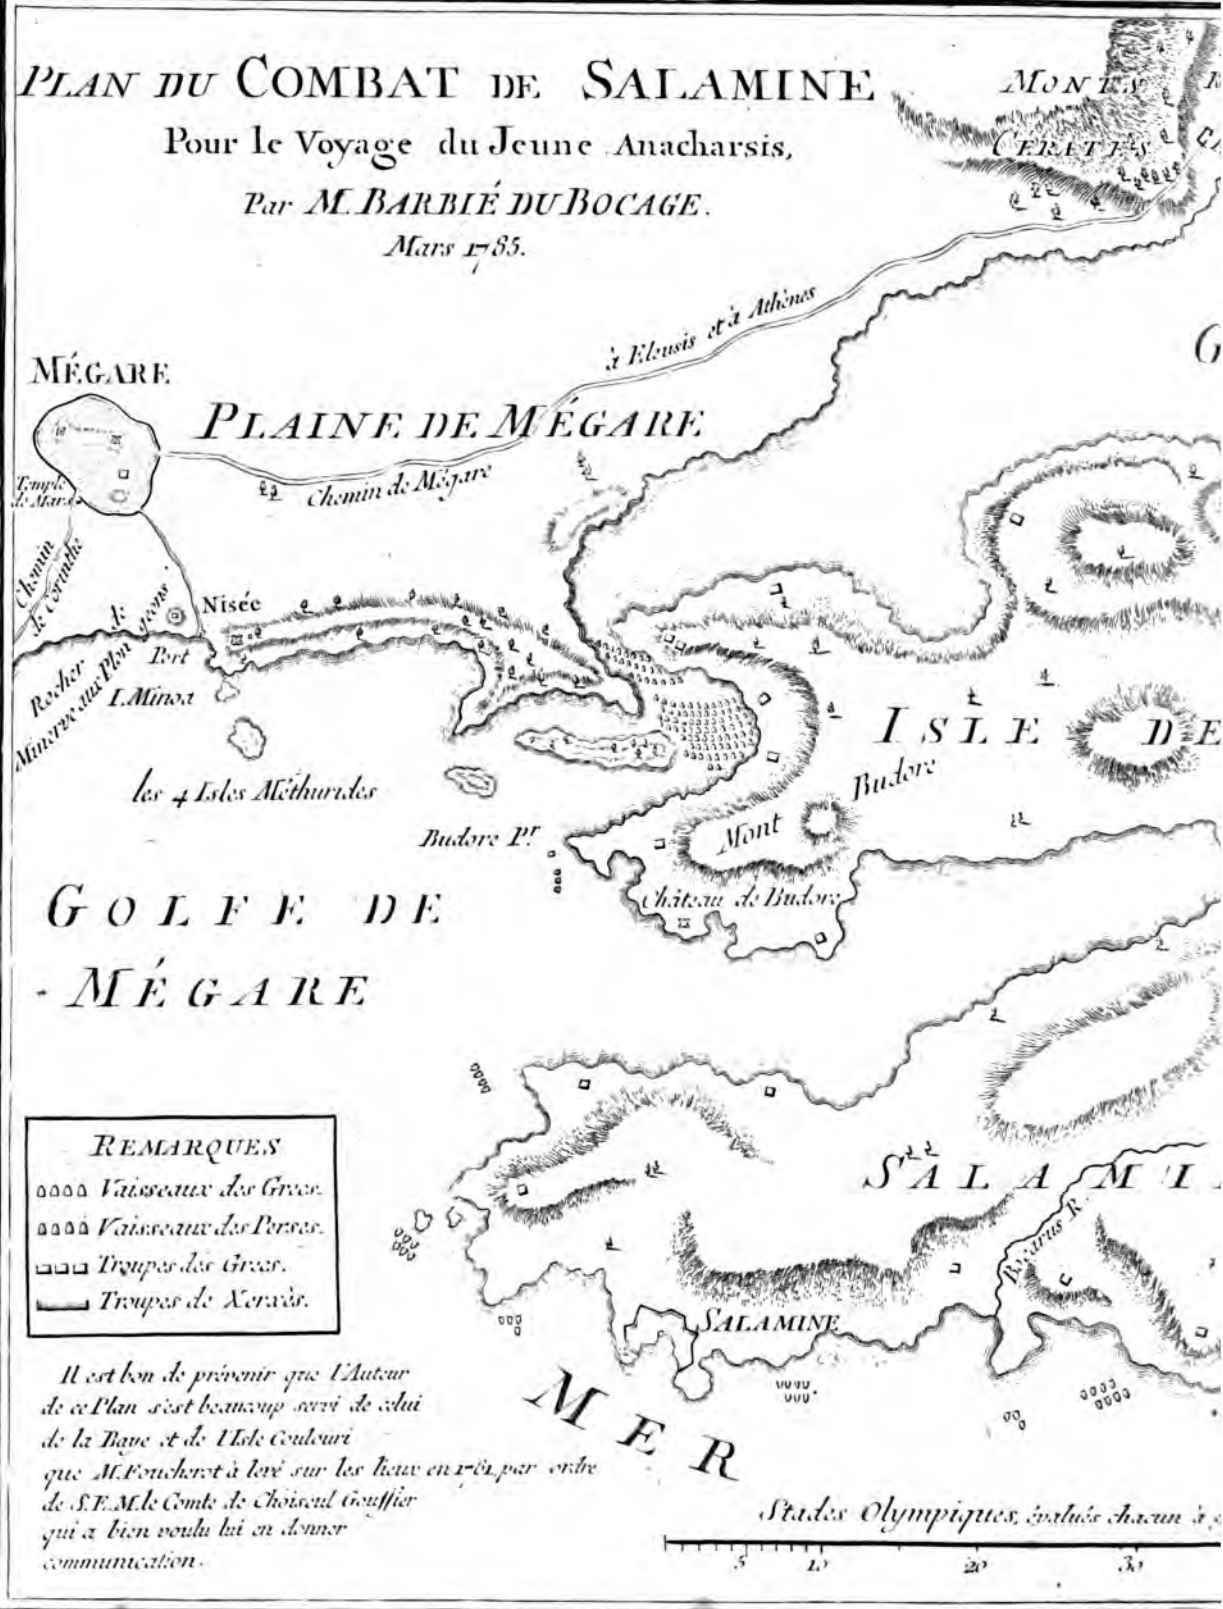 PLAN DU COMBAT DE SALAMINE
Pour le Voyage du Jeune Anacharsis,
Par M. BARBIÉ DU BOCAGE.
Mars 1785.
MONTS
CERATES
à Eleusis et à Athènes
MÉGARE
PLAINE DE MÉGARE
Chemin de Mégare
Temple
de Mars
Chemin
de Corinthe
Nisée
Port
I. Minoa
Rocher de
Minerve aux Plongeons
les 4 Isles Méthurides
ISLE DE
Budore
Mont
Budore Pr.
Château de Budore
GOLFE DE
MÉGARE
REMARQUES
Vaisseaux des Grecs.
Vaisseaux des Perses.
Troupes des Grecs.
Troupes de Xerxès.
SALAMI
Bocarus R.
SALAMINE
MER
Il est bon de prévenir que l'Auteur
de ce Plan s'est beaucoup servi de celui
de la Baye et de l'Isle Coulouri
que M. Foucherot à levé sur les lieux en 1781, par ordre
de S. E. M. le Comte de Choiseul Gouffier
qui a bien voulu lui en donner
communication.
Stades Olympiques, évalués chacun à
5 10 20 30